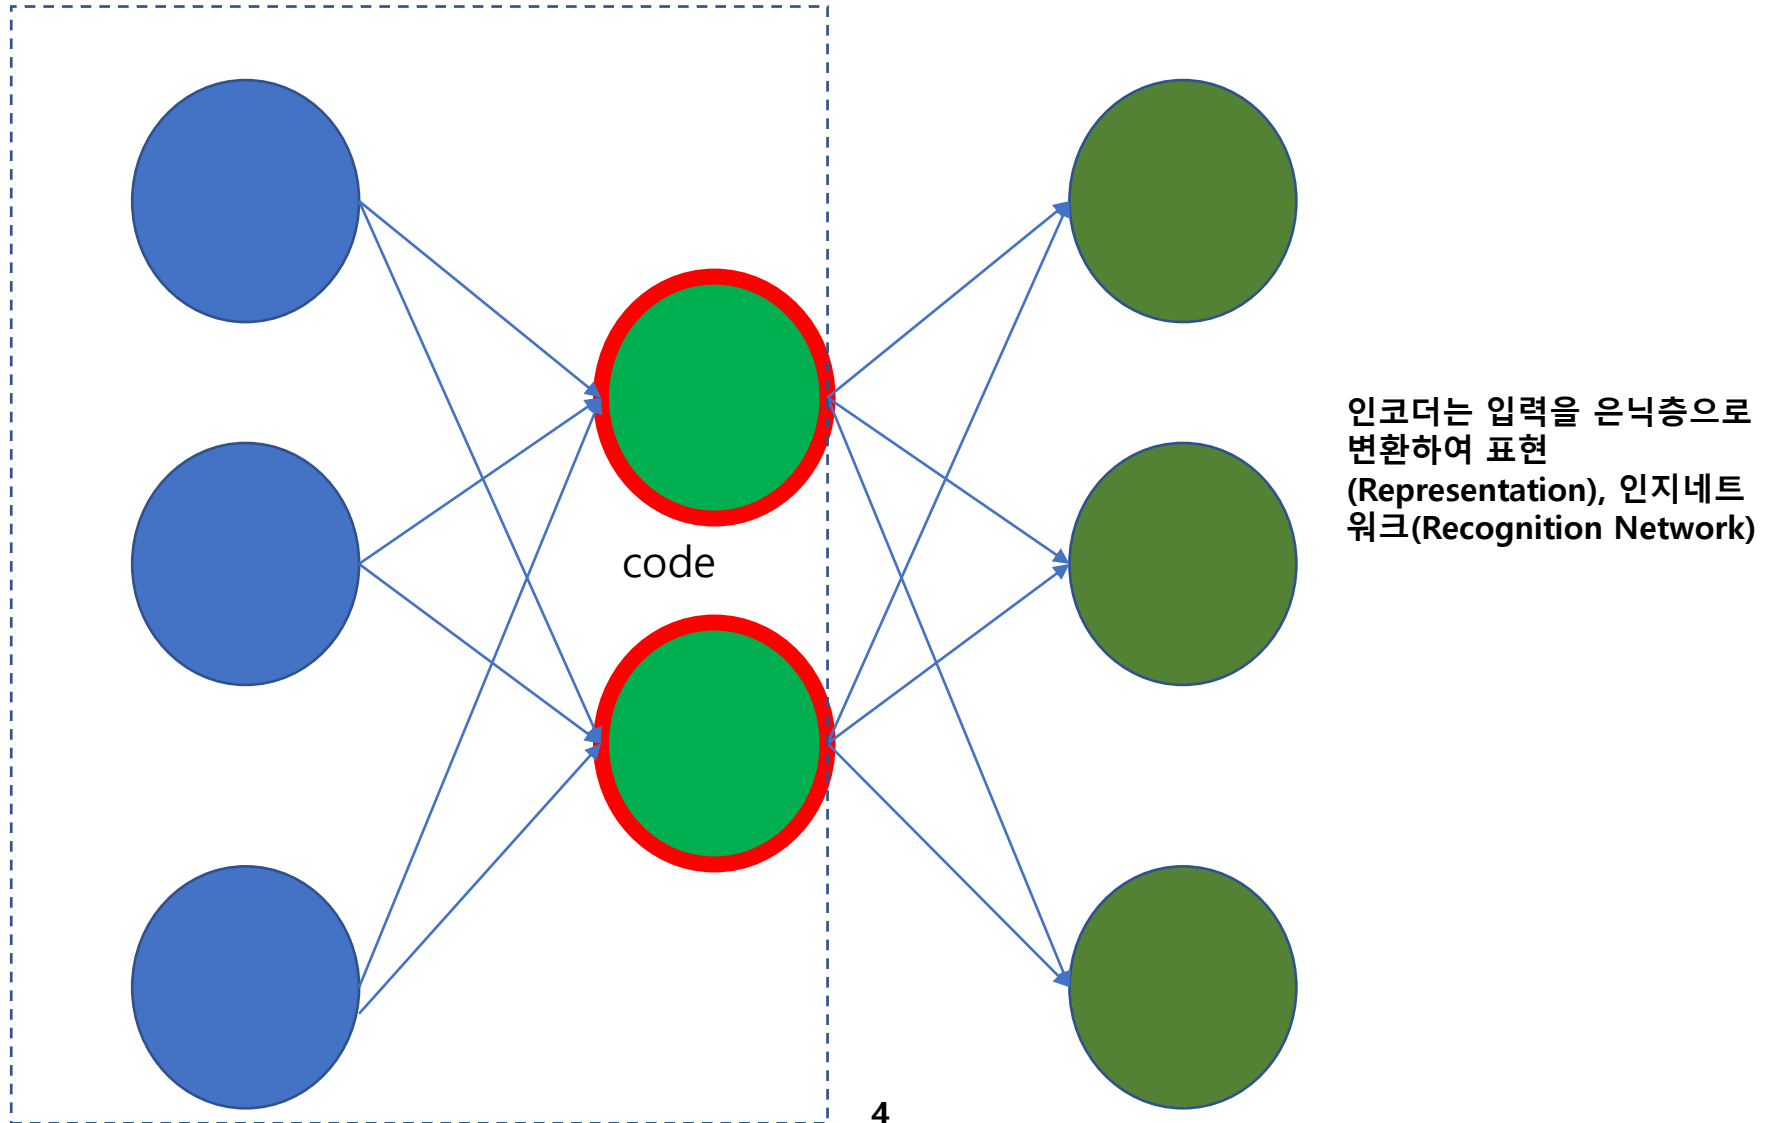 인코더는 입력을 은닉층으로
변환하여 표현
(Representation), 인지네트
워크(Recognition Network)
code
4